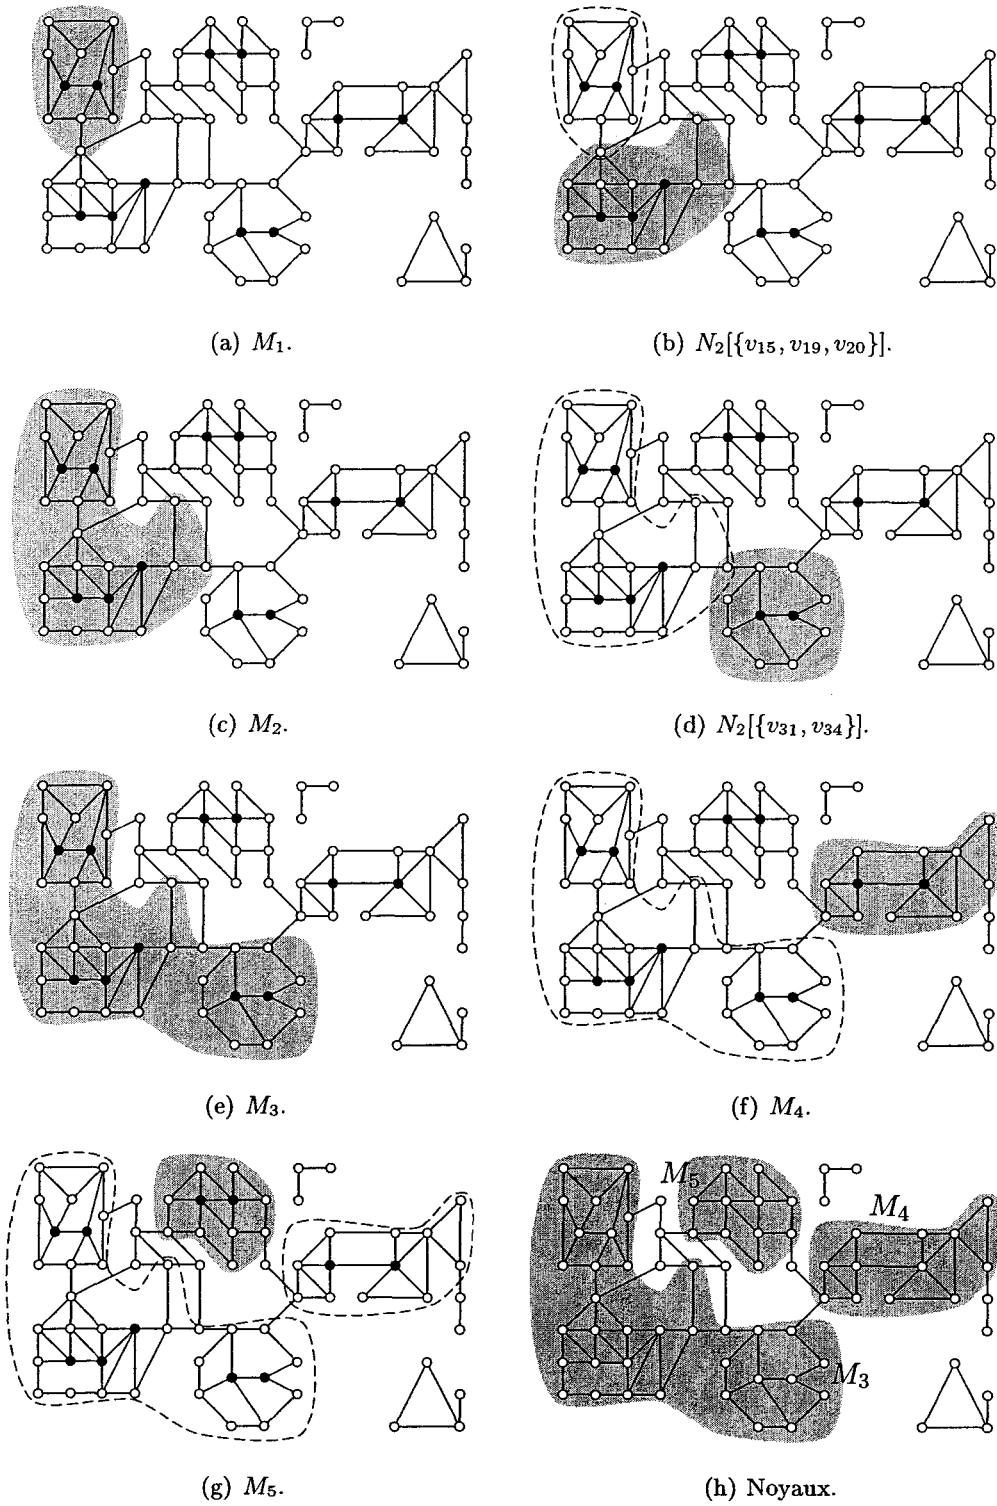 (a) M₁.
(b) N₂[{v₁₅, v₁₉, v₂₀}].
(c) M₂.
(d) N₂[{v₃₁, v₃₄}].
(e) M₃.
(f) M₄.
M₅
M₄
M₃
(g) M₅.
(h) Noyaux.